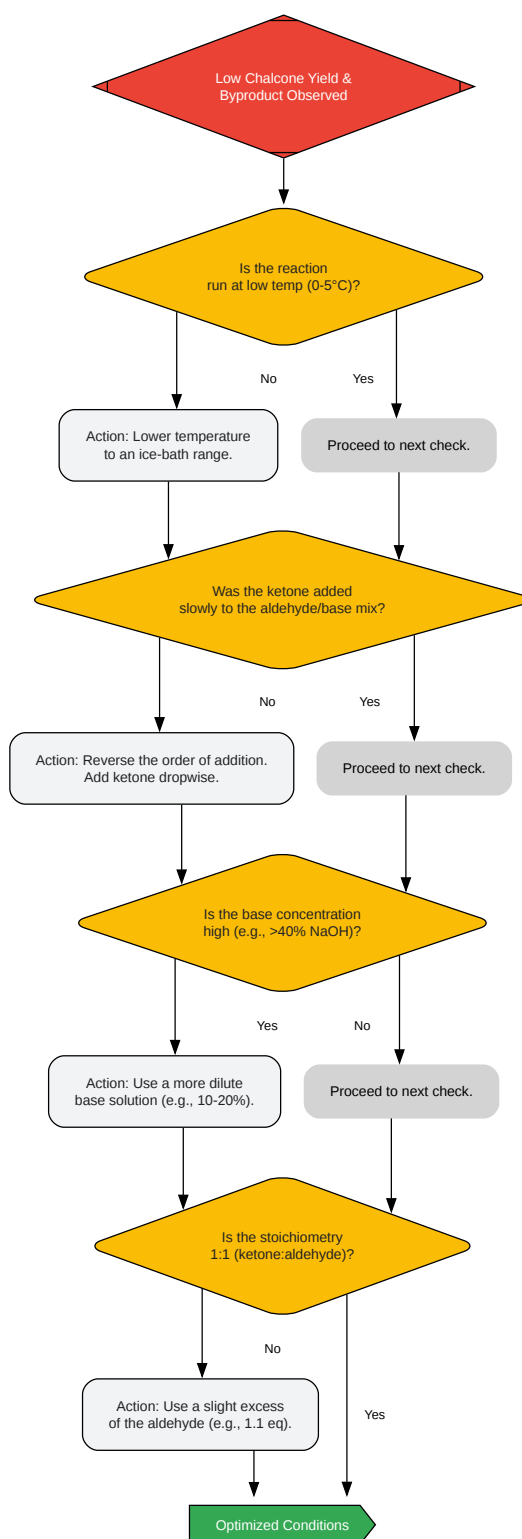 Low Chalcone Yield &
Byproduct Observed
Is the reaction
run at low temp (0-5°C)?
No
Yes
Action: Lower temperature
to an ice-bath range.
Proceed to next check.
Was the ketone added
slowly to the aldehyde/base mix?
No
Yes
Action: Reverse the order of addition.
Add ketone dropwise.
Proceed to next check.
Is the base concentration
high (e.g., >40% NaOH)?
Yes
No
Action: Use a more dilute
base solution (e.g., 10-20%).
Proceed to next check.
Is the stoichiometry
1:1 (ketone:aldehyde)?
No
Action: Use a slight excess
of the aldehyde (e.g., 1.1 eq).
Yes
Optimized Conditions